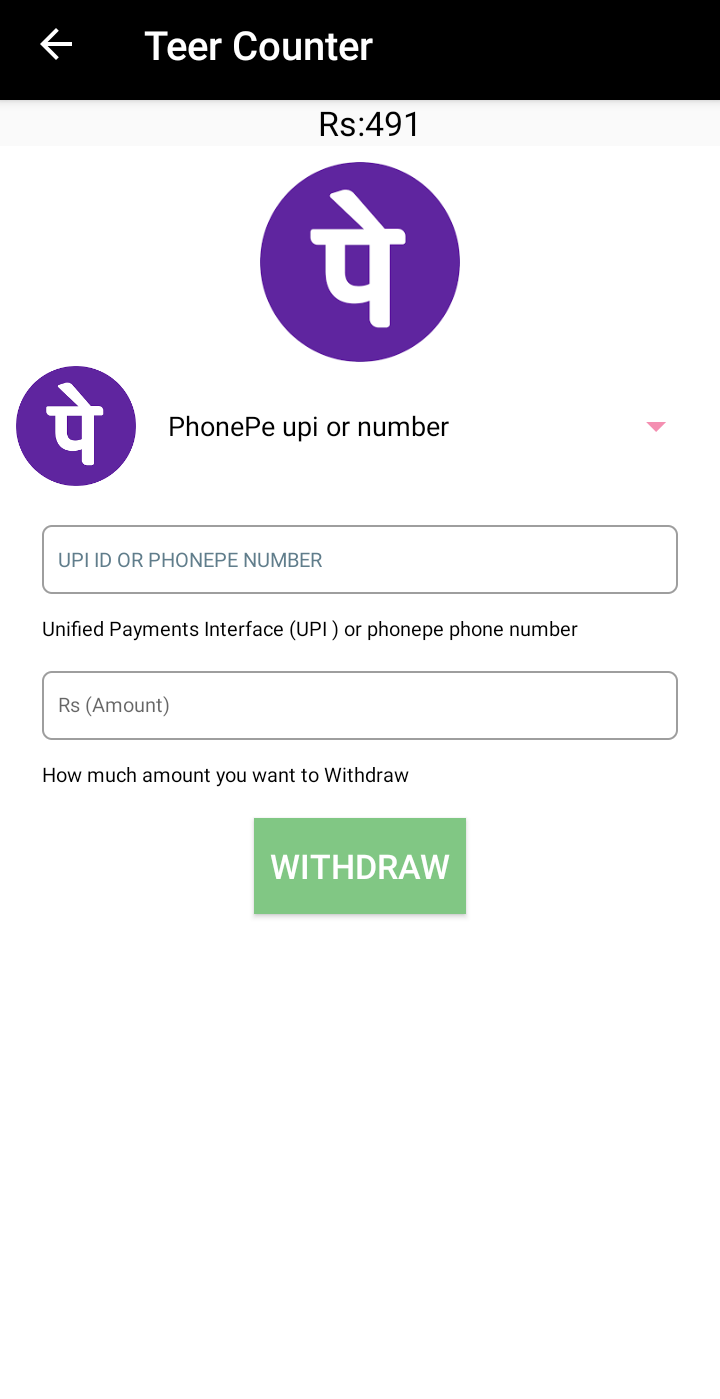 Teer Counter
Rs:491
पे
पे
PhonePe upi or number
UPI ID OR PHONEPE NUMBER
Unified Payments Interface (UPI ) or phonepe phone number
Rs (Amount)
How much amount you want to Withdraw
WITHDRAW